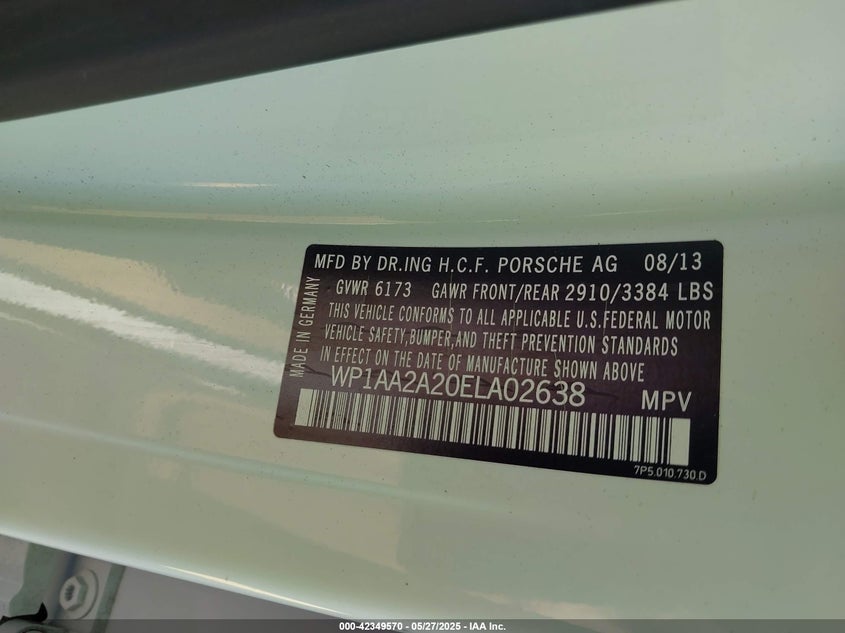 MFD BY DR.ING H.C.F. PORSCHE AG 08/13
GVWR 6173 GAWR FRONT/REAR 2910/3384 LBS
THIS VEHICLE CONFORMS TO ALL APPLICABLE U.S.FEDERAL MOTOR
VEHICLE SAFETY,BUMPER,AND THEFT PREVENTION STANDARDS
IN EFFECT ON THE DATE OF MANUFACTURE SHOWN ABOVE
MADE IN GERMANY
WP1AA2A20ELA02638 MPV
7P5.010.730.D
000-42349570 — 05/27/2025 — IAA Inc.